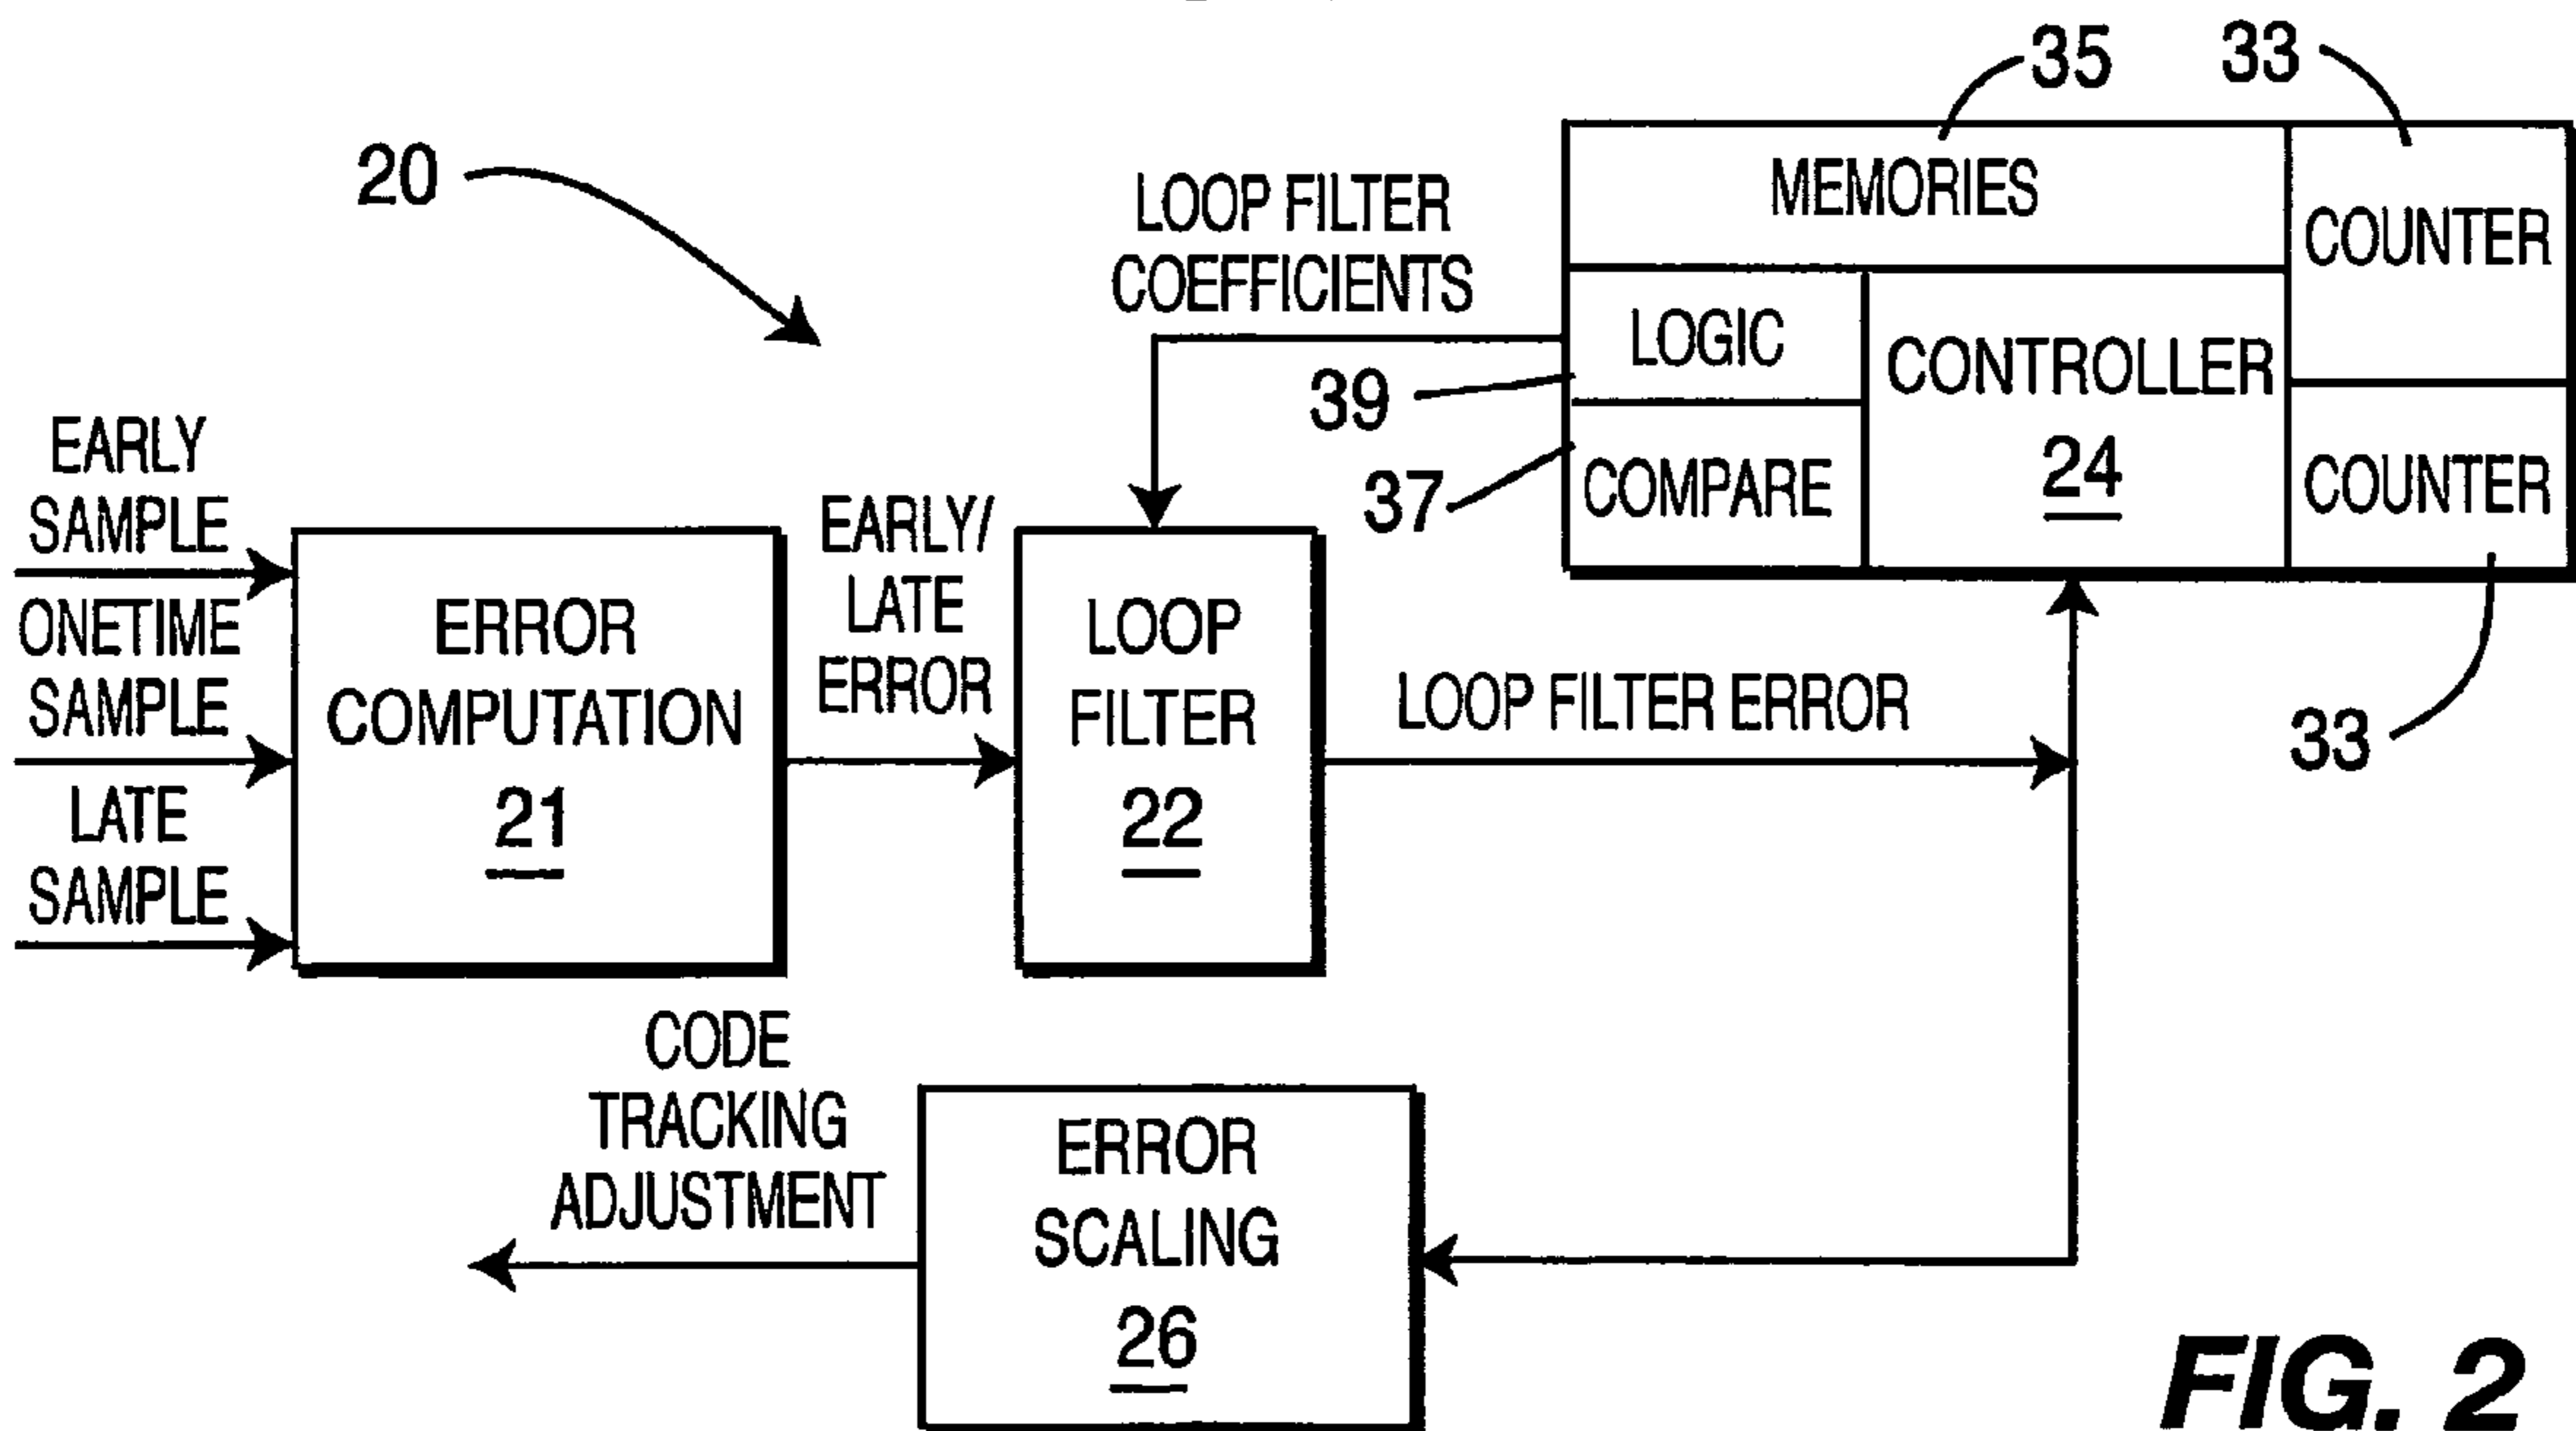 35
33
20
LOOP FILTER
COEFFICIENTS
MEMORIES
COUNTER
LOGIC
CONTROLLER
24
39
37
COMPARE
COUNTER
33
EARLY
SAMPLE
ONETIME
SAMPLE
LATE
SAMPLE
ERROR
COMPUTATION
21
EARLY/
LATE
ERROR
LOOP
FILTER
22
LOOP FILTER ERROR
CODE
TRACKING
ADJUSTMENT
ERROR
SCALING
26
FIG. 2